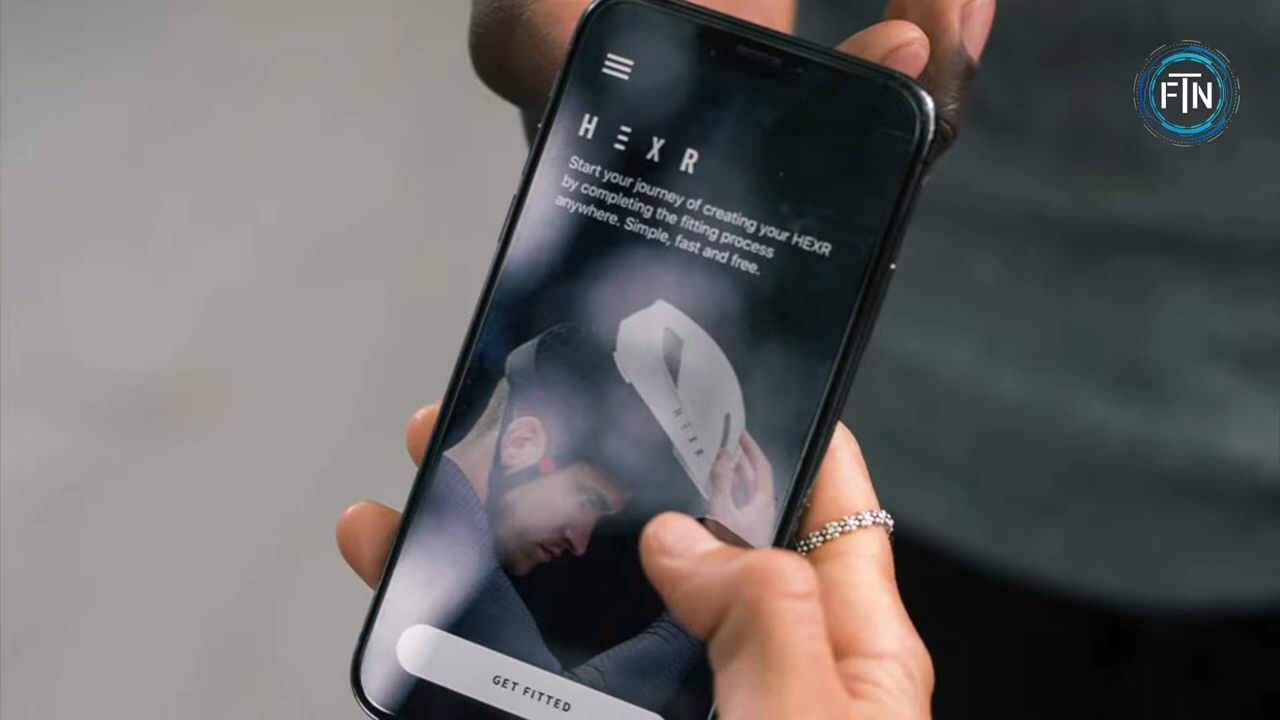 FTN
HEXR
Start your journey of creating your HEXR
by completing the fitting process
anywhere. Simple, fast and free.
HEXR
GET FITTED